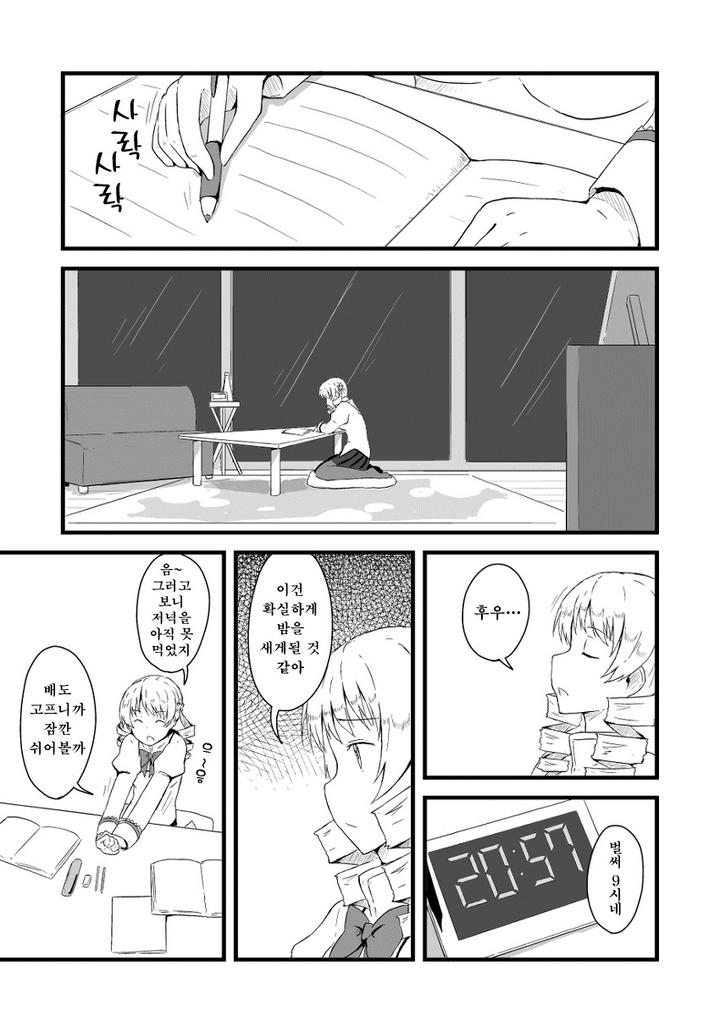 사
락
사
락
후우…
벌써 9시네
20:57
이건
확실하게
밤을
새게될 것
같아
음~
그러고
보니
저녁을
아직 못
먹었지
으~응
배도
고프니까
잠깐
쉬어볼까